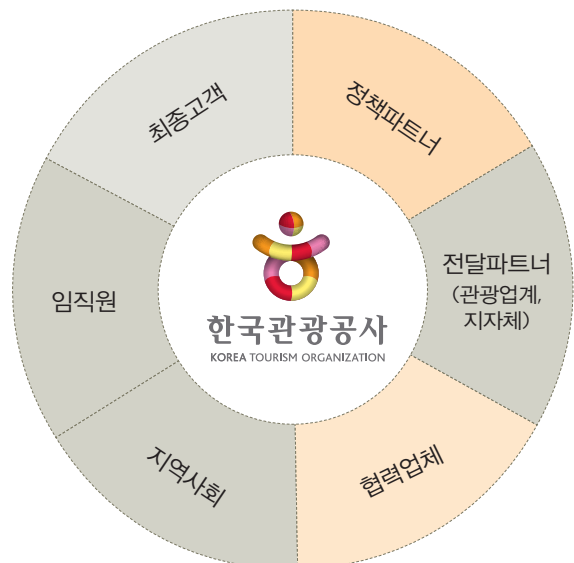 최종고객
정책파트너
전달파트너
(관광업계,
지자체)
협력업체
지역사회
임직원
한국관광공사
KOREA TOURISM ORGANIZATION